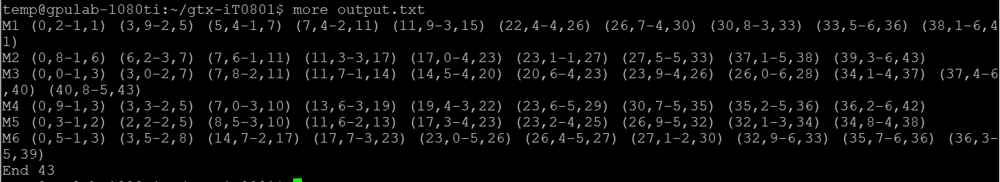 temp@gpulab-1080ti:~/gtx-iT0801$ more output.txt
M1 (0,2-1,1) (3,9-2,5) (5,4-1,7) (7,4-2,11) (11,9-3,15) (22,4-4,26) (26,7-4,30) (30,8-3,33) (33,5-6,36) (38,1-6,4
1)
M2 (0,8-1,6) (6,2-3,7) (7,6-1,11) (11,3-3,17) (17,0-4,23) (23,1-1,27) (27,5-5,33) (37,1-5,38) (39,3-6,43)
M3 (0,0-1,3) (3,0-2,7) (7,8-2,11) (11,7-1,14) (14,5-4,20) (20,6-4,23) (23,9-4,26) (26,0-6,28) (34,1-4,37) (37,4-6
,40) (40,8-5,43)
M4 (0,9-1,3) (3,3-2,5) (7,0-3,10) (13,6-3,19) (19,4-3,22) (23,6-5,29) (30,7-5,35) (35,2-5,36) (36,2-6,42)
M5 (0,3-1,2) (2,2-2,5) (8,5-3,10) (11,6-2,13) (17,3-4,23) (23,2-4,25) (26,9-5,32) (32,1-3,34) (34,8-4,38)
M6 (0,5-1,3) (3,5-2,8) (14,7-2,17) (17,7-3,23) (23,0-5,26) (26,4-5,27) (27,1-2,30) (32,9-6,33) (35,7-6,36) (36,3-
5,39)
End 43